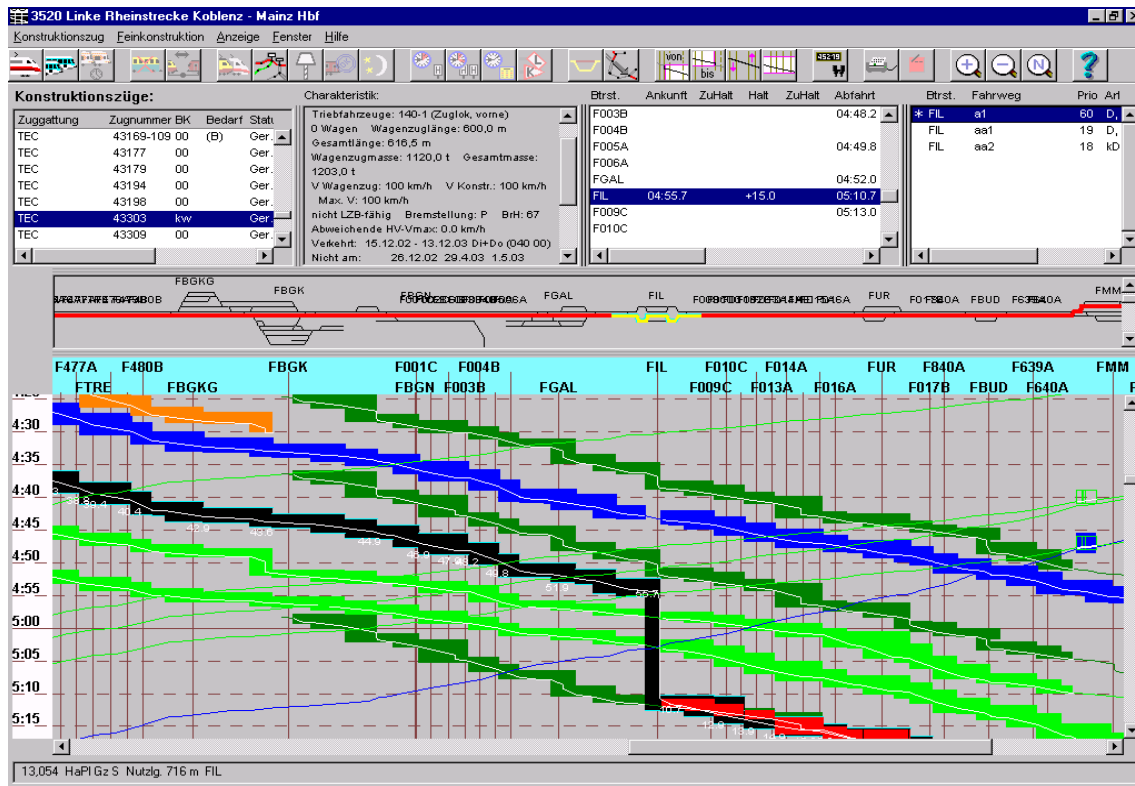 3520 Linke Rheinstrecke Koblenz - Mainz Hbf
Konstruktionszug Feinkonstruktion Anzeige Fenster Hilfe
von
bis
45219
Konstruktionszüge:
Zuggattung Zugnummer BK Bedarf Statu
TEC 43169-109 00 (B) Ger.
TEC 43177 00 Ger.
TEC 43179 00 Ger.
TEC 43194 00 Ger.
TEC 43198 00 Ger.
TEC 43303 kw Ger.
TEC 43309 00 Ger.
Charakteristik:
Triebfahrzeuge: 140-1 (Zuglok, vorne)
0 Wagen Wagenzuglänge: 600,0 m
Gesamtlänge: 616,5 m
Wagenzugmasse: 1120,0 t Gesamtmasse:
1203,0 t
V Wagenzug: 100 km/h V Konstr.: 100 km/h
Max. V: 100 km/h
nicht LZB-fähig Bremstellung: P BrH: 67
Abweichende HV-Vmax: 0.0 km/h
Verkehrt: 15.12.02 - 13.12.03 Di+Do (040 00)
Nicht am: 26.12.02 29.4.03 1.5.03
Btrst. Ankunft ZuHalt Halt ZuHalt Abfahrt
F003B 04:48.2
F004B
F005A 04:49.8
F006A
FGAL 04:52.0
FIL 04:55.7 +15.0 05:10.7
F009C 05:13.0
F010C
Btrst. Fahrweg Prio Art
* FIL a1 60 D,
FIL aa1 19 D,
FIL aa2 18 kD
FBGKG
FBGK
FGAL
FIL
FUR
FBUD
FMM
F477A F480B FBGK F001C F004B FIL F010C F014A FUR F840A F639A FMM
FTRE FBGKG FBGN F003B FGAL F009C F013A F016A F017B FBUD F640A
4:30
4:35
4:40
4:45
4:50
4:55
5:00
5:05
5:10
5:15
13,054 HaPl Gz S Nutzlg. 716 m FIL